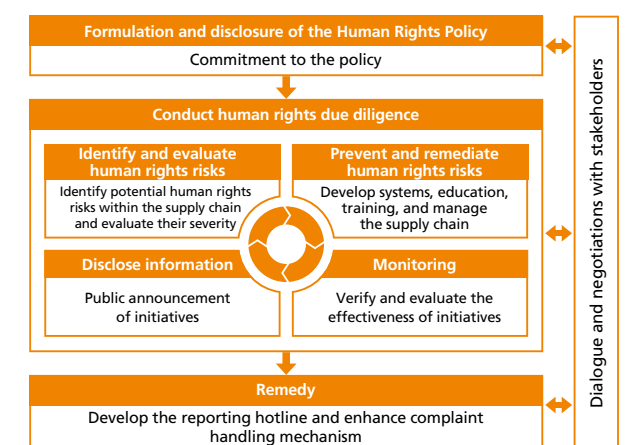 Formulation and disclosure of the Human Rights Policy
Commitment to the policy
Conduct human rights due diligence
Identify and evaluate
human rights risks
Identify potential human rights
risks within the supply chain
and evaluate their severity
Prevent and remediate
human rights risks
Develop systems, education,
training, and manage
the supply chain
Disclose information
Public announcement
of initiatives
Monitoring
Verify and evaluate the
effectiveness of initiatives
Remedy
Develop the reporting hotline and enhance complaint
handling mechanism
Dialogue and negotiations with stakeholders